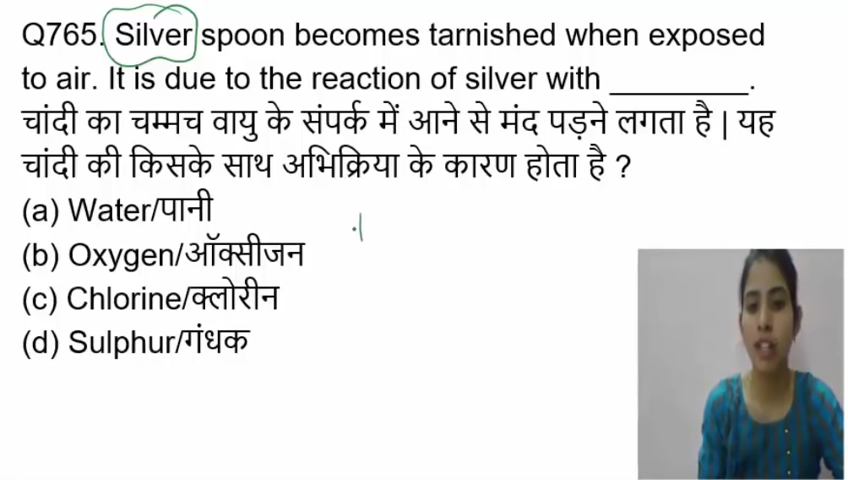 Q765. Silver spoon becomes tarnished when exposed
to air. It is due to the reaction of silver with ________.
चांदी का चम्मच वायु के संपर्क में आने से मंद पड़ने लगता है | यह
चांदी की किसके साथ अभिक्रिया के कारण होता है ?
(a) Water/पानी
(b) Oxygen/ऑक्सीजन
(c) Chlorine/क्लोरीन
(d) Sulphur/गंधक